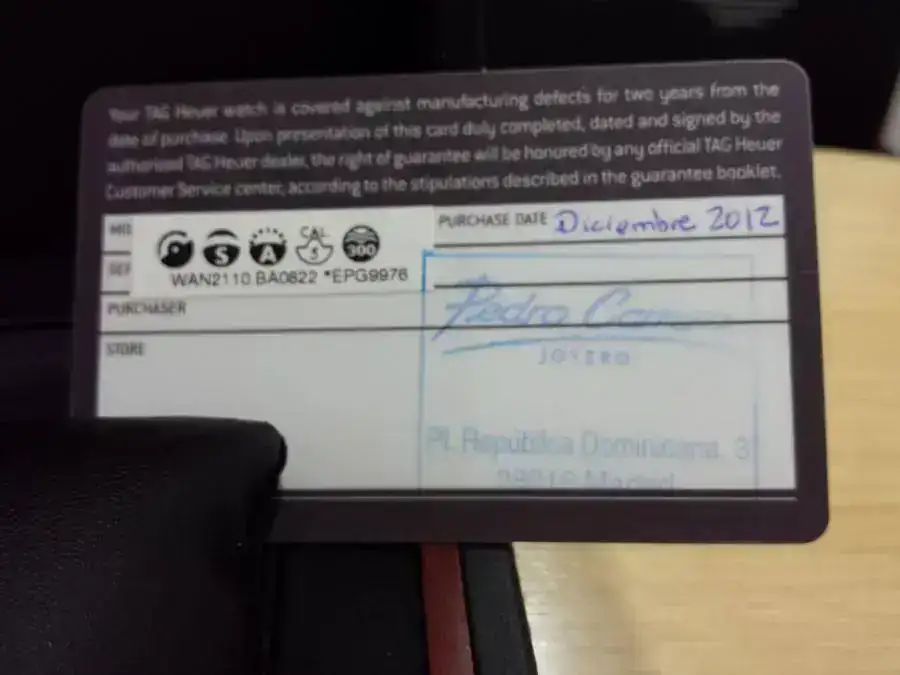 Your TAG Heuer watch is covered against manufacturing defects for two years from the
date of purchase. Upon presentation of this card duly completed, dated and signed by the
authorised TAG Heuer dealer, the right of guarantee will be honored by any official TAG Heuer
Customer Service center, according to the stipulations described in the guarantee booklet.
PURCHASE DATE Diciembre 2012
S A CAL 5 300
WAN2110.BA0822 *EPG9976
PURCHASER
Pedro
JOYERO
STORE
Pl. República Dominicana, 3
Madrid